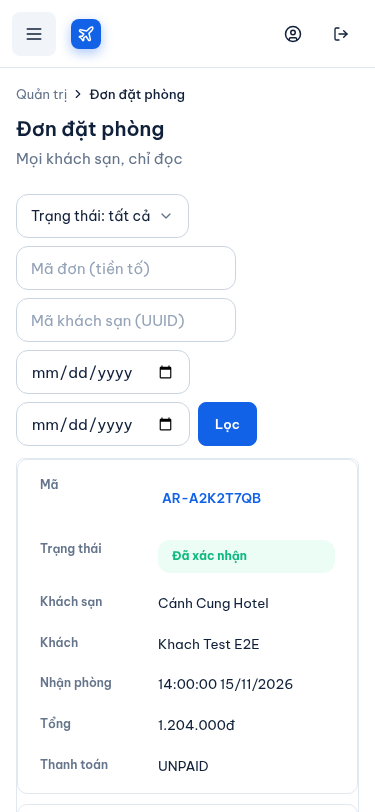 Quản trị > Đơn đặt phòng
Đơn đặt phòng
Mọi khách sạn, chỉ đọc
Trạng thái: tất cả
Mã đơn (tiền tố)
Mã khách sạn (UUID)
mm/dd/yyyy
mm/dd/yyyy
Lọc
Mã
AR-A2K2T7QB
Trạng thái
Đã xác nhận
Khách sạn
Cánh Cung Hotel
Khách
Khach Test E2E
Nhận phòng
14:00:00 15/11/2026
Tổng
1.204.000đ
Thanh toán
UNPAID